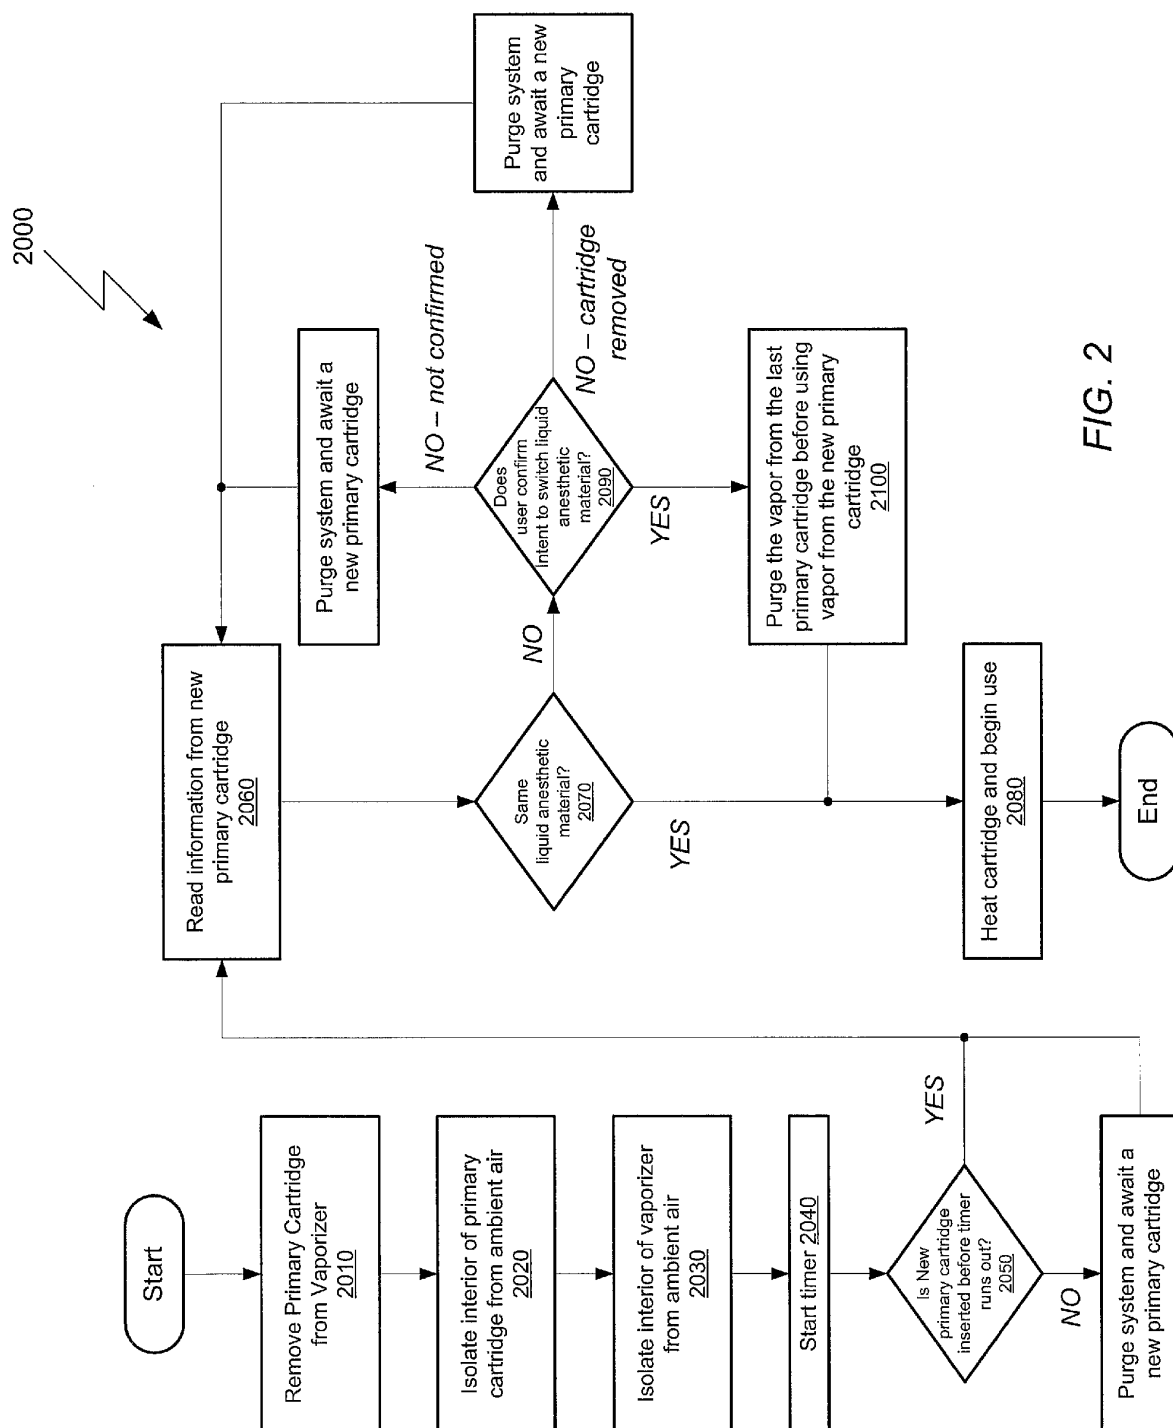 2000
Start
Remove Primary Cartridge
from Vaporizer
2010
Isolate interior of primary
cartridge from ambient air
2020
Isolate interior of vaporizer
from ambient air
2030
Start timer 2040
Is New
primary cartridge
inserted before timer
runs out?
2050
YES
NO
Purge system and await a
new primary cartridge
Read information from new
primary cartridge
2060
Same
liquid anesthetic
material?
2070
NO
YES
Does
user confirm
Intent to switch liquid
anesthetic
material?
2090
NO – not confirmed
Purge system and await a
new primary cartridge
NO – cartridge
removed
Purge system
and await a new
primary
cartridge
YES
Purge the vapor from the last
primary cartridge before using
vapor from the new primary
cartridge
2100
Heat cartridge and begin use
2080
End
FIG. 2